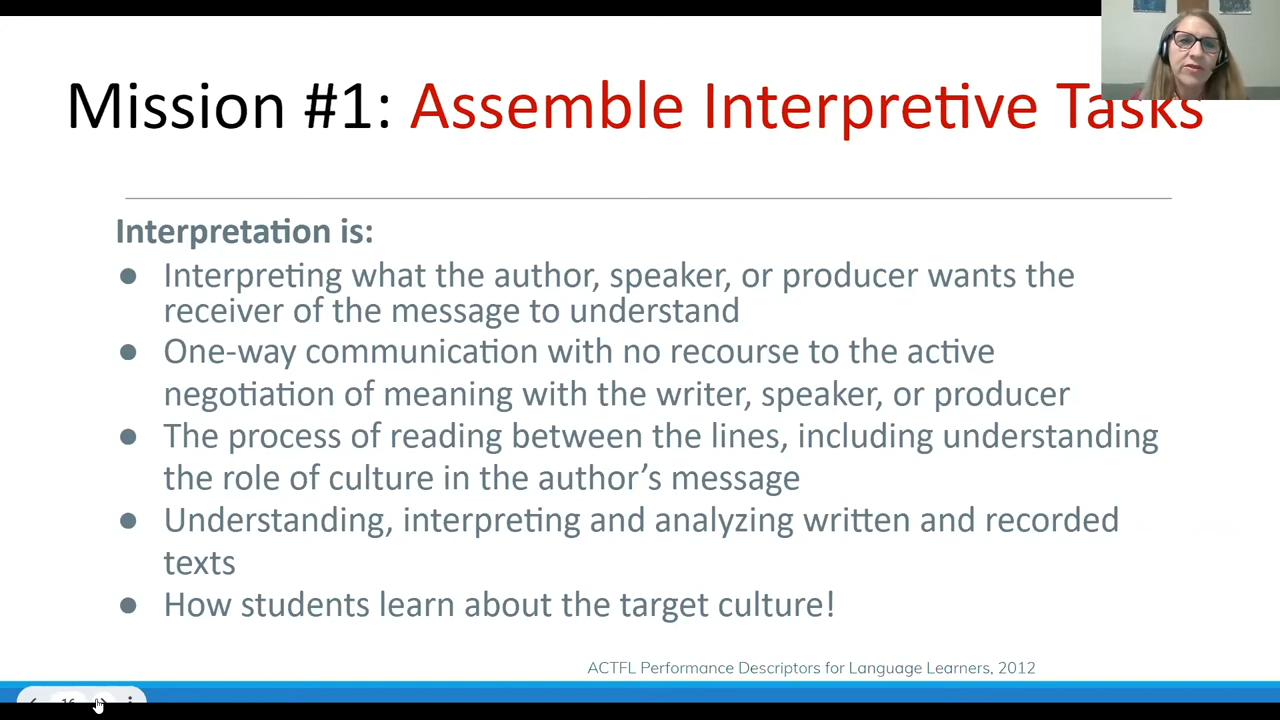 Mission #1: Assemble Interpretive Tasks
Interpretation is:
● Interpreting what the author, speaker, or producer wants the
receiver of the message to understand
● One-way communication with no recourse to the active
negotiation of meaning with the writer, speaker, or producer
● The process of reading between the lines, including understanding
the role of culture in the author’s message
● Understanding, interpreting and analyzing written and recorded
texts
● How students learn about the target culture!
ACTFL Performance Descriptors for Language Learners, 2012
16